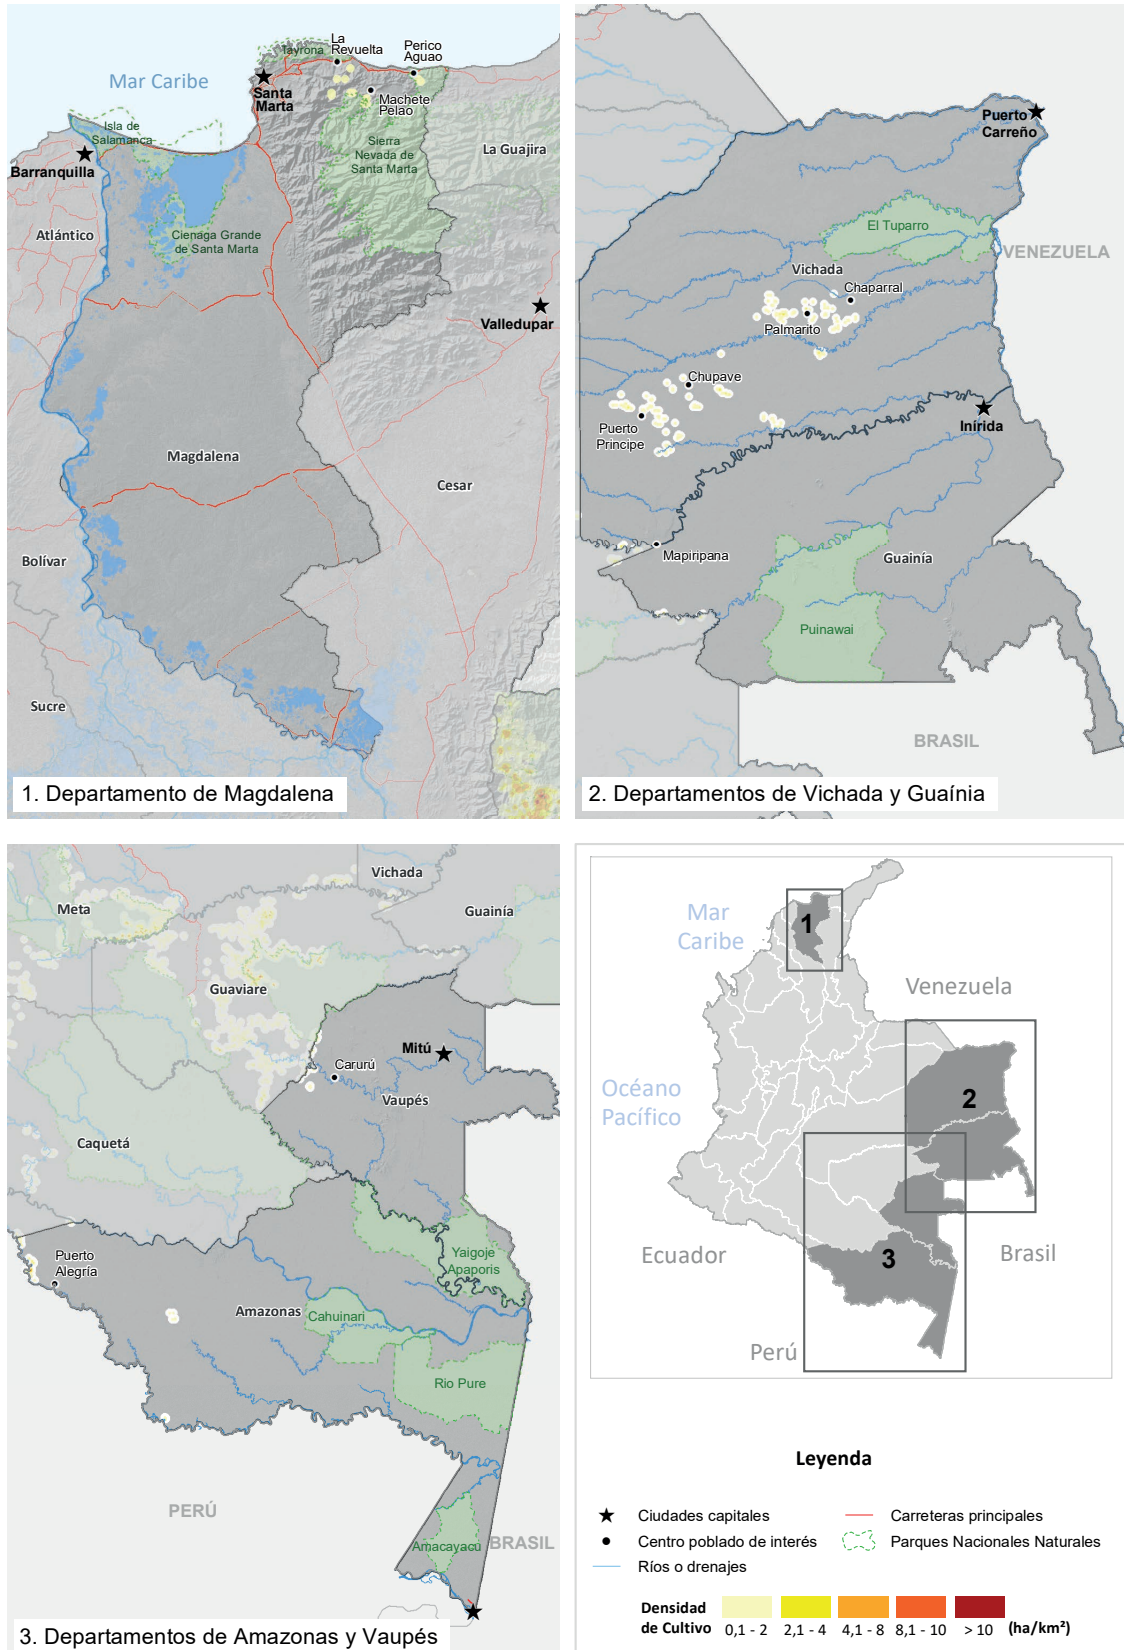 Mar Caribe
Tayrona
La
Revuelta
Perico
Aguao
Santa
Marta
Machete
Pelao
Isla de
Salamanca
Barranquilla
Sierra
Nevada de
Santa Marta
La Guajira
Atlántico
Cienaga Grande
de Santa Marta
Valledupar
Magdalena
Cesar
Bolívar
Sucre
1. Departamento de Magdalena
Puerto
Carreño
El Tuparro
VENEZUELA
Vichada
Chaparral
Palmarito
Chupave
Puerto
Principe
Inírida
Mapiripana
Guainía
Puinawai
BRASIL
2. Departamentos de Vichada y Guaínia
Vichada
Meta
Guainía
Guaviare
Mitú
Carurú
Vaupés
Caquetá
Puerto
Alegría
Yaigoje
Apaporis
Amazonas
Cahuinari
Rio Pure
PERÚ
Amacayacu
BRASIL
3. Departamentos de Amazonas y Vaupés
Mar
Caribe
1
Venezuela
Océano
Pacífico
2
Ecuador
3
Brasil
Perú
Leyenda
Ciudades capitales
Carreteras principales
Centro poblado de interés
Parques Nacionales Naturales
Ríos o drenajes
Densidad
de Cultivo
0,1 - 2
2,1 - 4
4,1 - 8
8,1 - 10
> 10
(ha/km²)